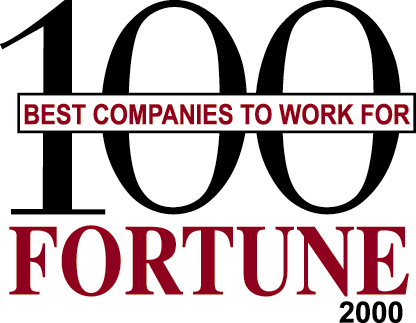 100
BEST COMPANIES TO WORK FOR
FORTUNE
2000